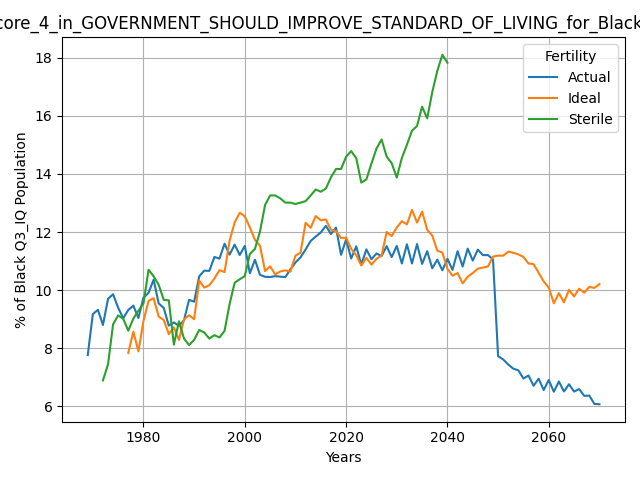 core_4_in_GOVERNMENT_SHOULD_IMPROVE_STANDARD_OF_LIVING_for_Black
Fertility
Actual
Ideal
Sterile
% of Black Q3_IQ Population
18
16
14
12
10
8
6
1980
2000
2020
2040
2060
Years